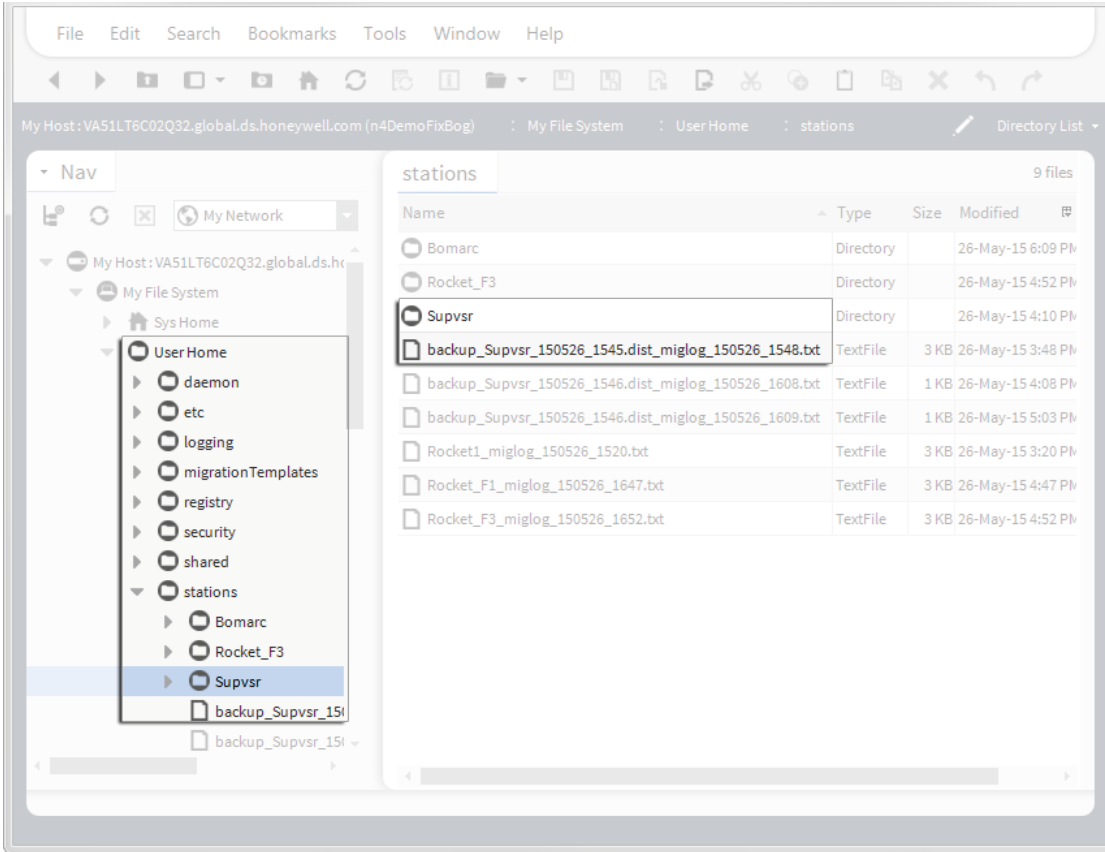 File Edit Search Bookmarks Tools Window Help
My Host : VA51LT6C02Q32.global.ds.honeywell.com (n4DemoFixBog) : My File System : User Home : stations Directory List
Nav
My Network
My Host : VA51LT6C02Q32.global.ds.hc
My File System
Sys Home
User Home
daemon
etc
logging
migrationTemplates
registry
security
shared
stations
Bomarc
Rocket_F3
Supvsr
backup_Supvsr_150
backup_Supvsr_150
stations 9 files
Name Type Size Modified
Bomarc Directory 26-May-15 6:09 PM
Rocket_F3 Directory 26-May-15 4:52 PM
Supvsr Directory 26-May-15 4:10 PM
backup_Supvsr_150526_1545.dist_miglog_150526_1548.txt TextFile 3 KB 26-May-15 3:48 PM
backup_Supvsr_150526_1546.dist_miglog_150526_1608.txt TextFile 1 KB 26-May-15 4:08 PM
backup_Supvsr_150526_1546.dist_miglog_150526_1609.txt TextFile 1 KB 26-May-15 5:03 PM
Rocket1_miglog_150526_1520.txt TextFile 3 KB 26-May-15 3:20 PM
Rocket_F1_miglog_150526_1647.txt TextFile 3 KB 26-May-15 4:47 PM
Rocket_F3_miglog_150526_1652.txt TextFile 3 KB 26-May-15 4:52 PM